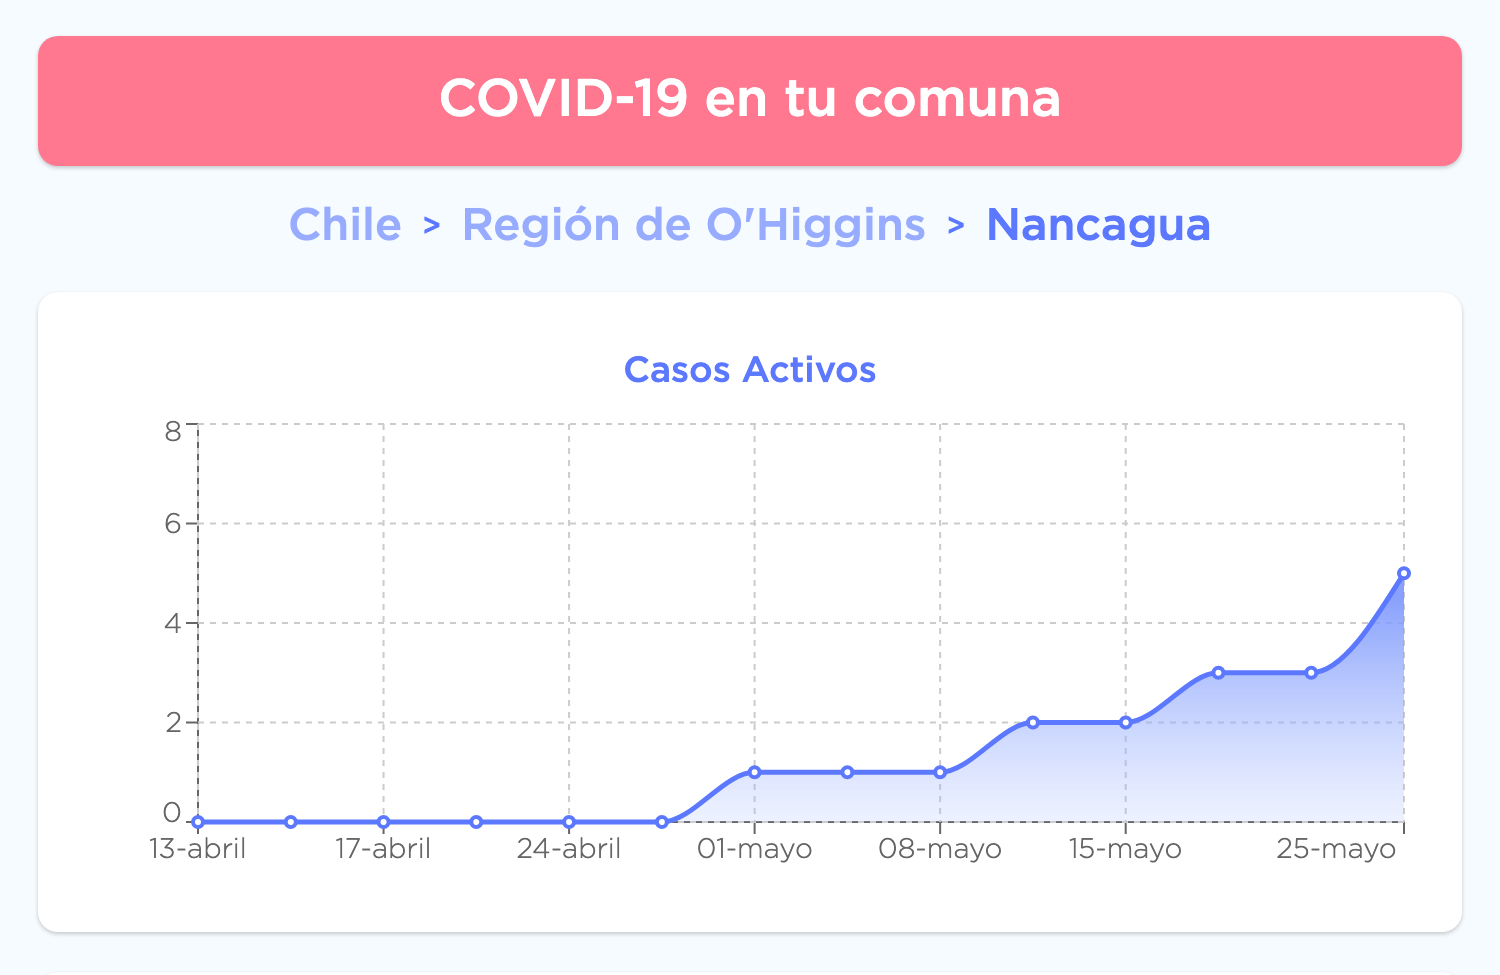 COVID-19 en tu comuna
Chile > Región de O'Higgins > Nancagua
Casos Activos
8
6
4
2
0
13-abril 17-abril 24-abril 01-mayo 08-mayo 15-mayo 25-mayo